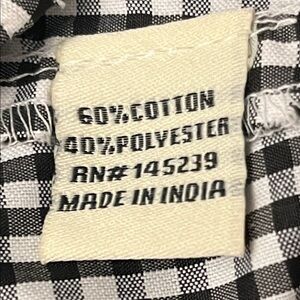 60%COTTON
40%POLYESTER
RN# 145239
MADE IN INDIA